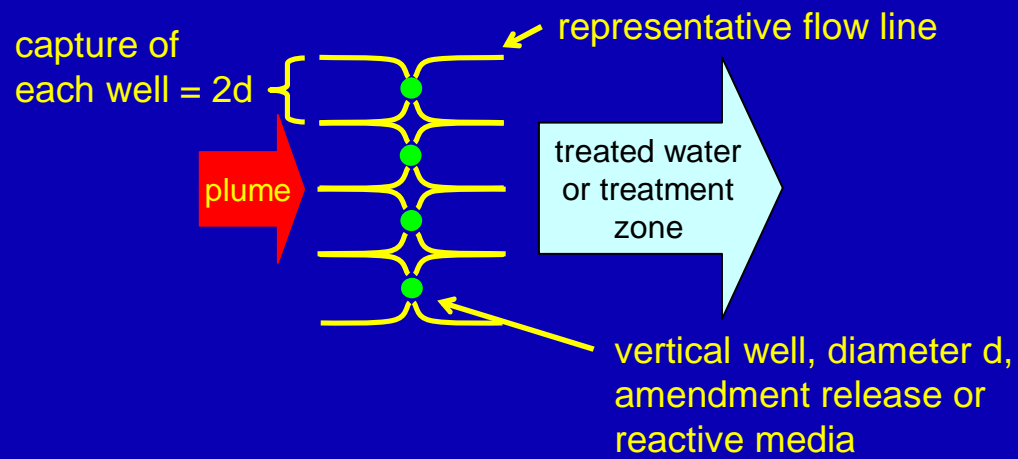 representative flow line
capture of
each well = 2d
plume
treated water
or treatment
zone
vertical well, diameter d,
amendment release or
reactive media